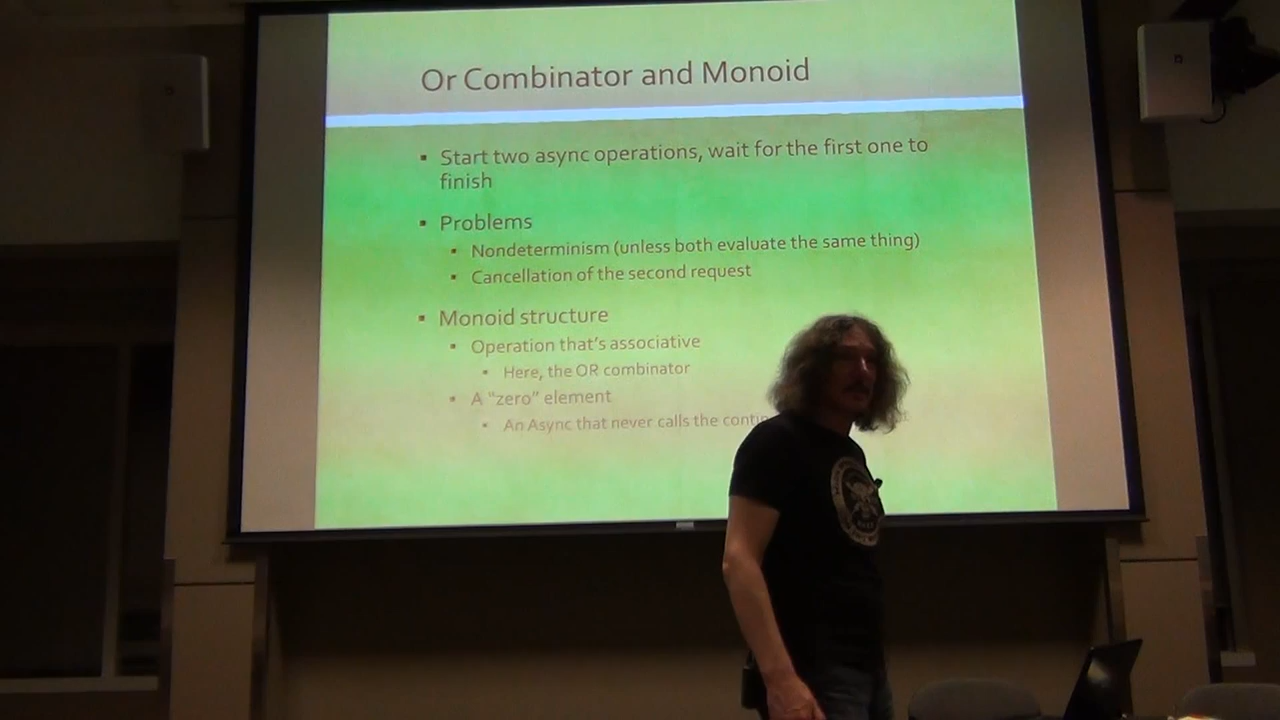 Or Combinator and Monoid
Start two async operations, wait for the first one to
finish
Problems
Nondeterminism (unless both evaluate the same thing)
Cancellation of the second request
Monoid structure
Operation that's associative
Here, the OR combinator
A "zero" element
An Async that never calls the